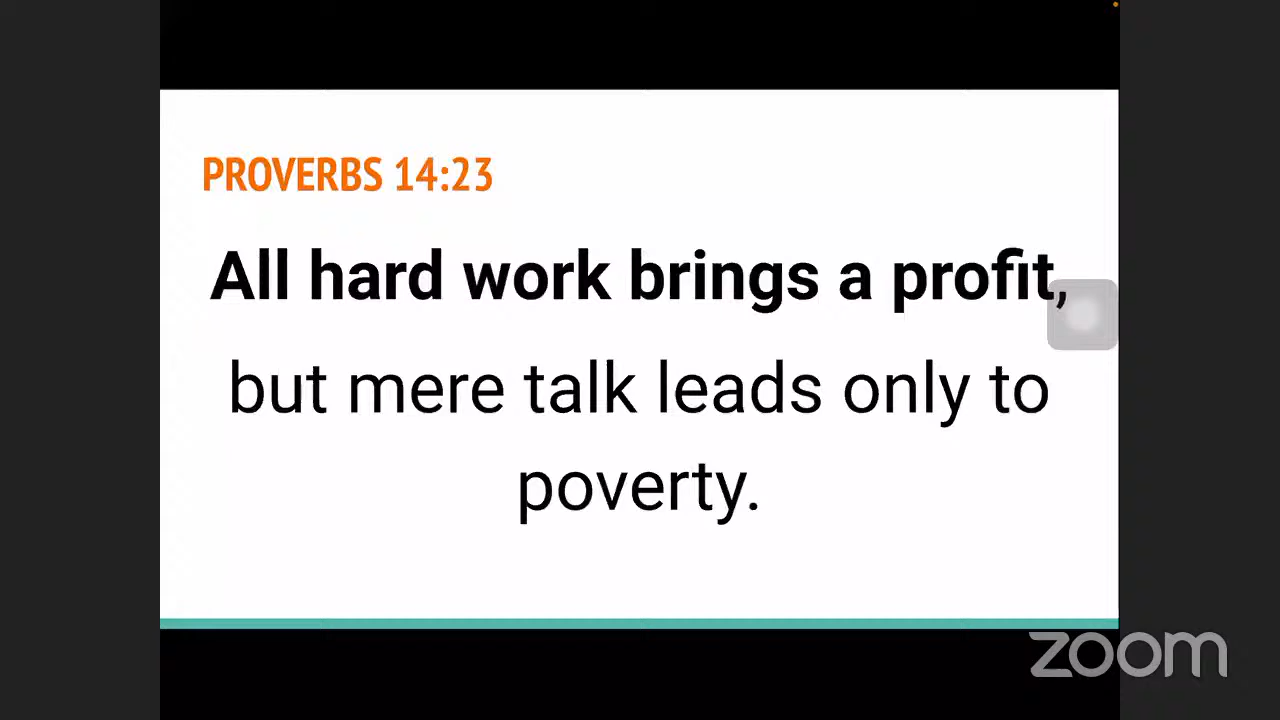 PROVERBS 14:23
All hard work brings a profit,
but mere talk leads only to
poverty.
zoom